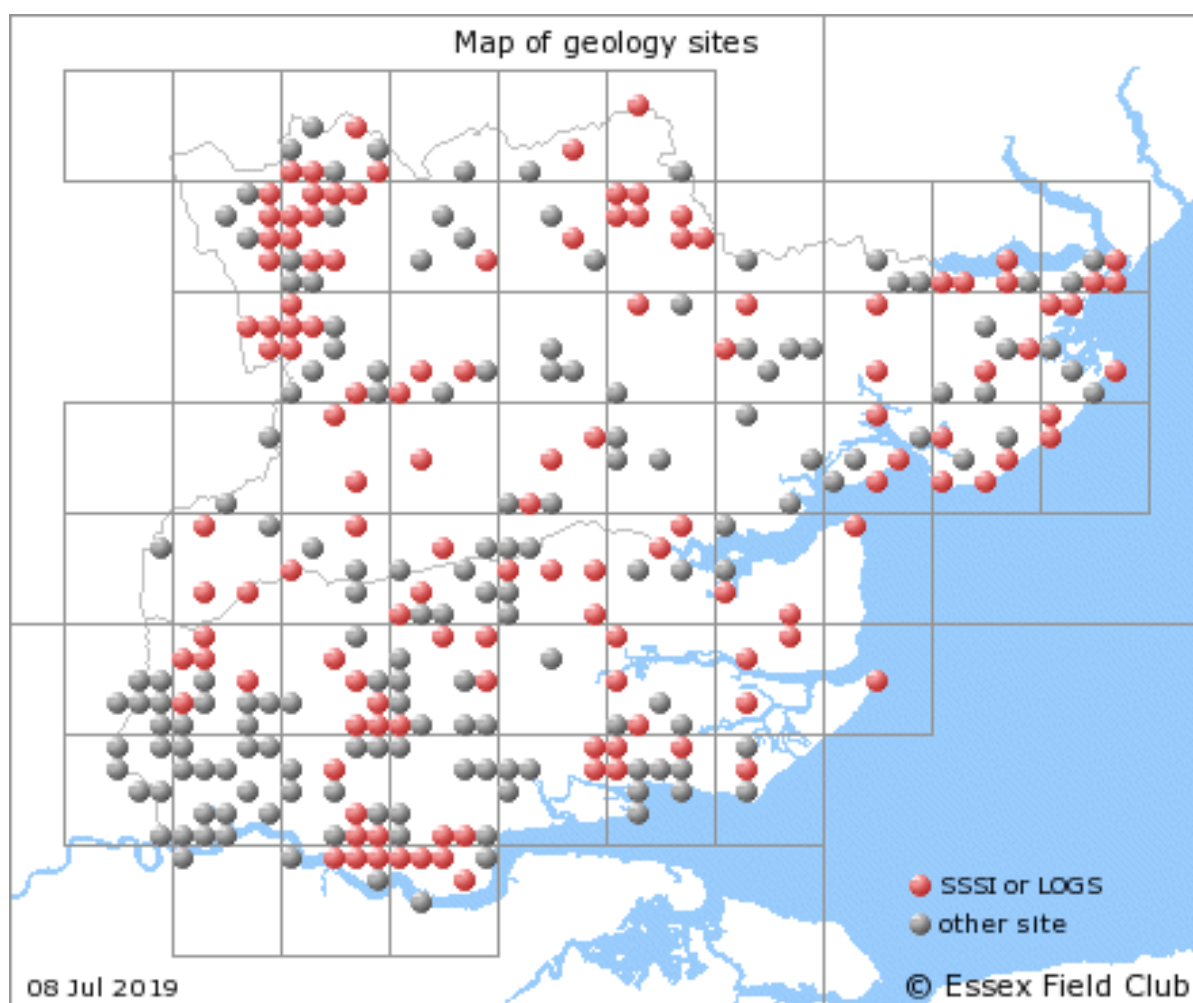 Map of geology sites
SSSI or LOGS
other site
08 Jul 2019
© Essex Field Club